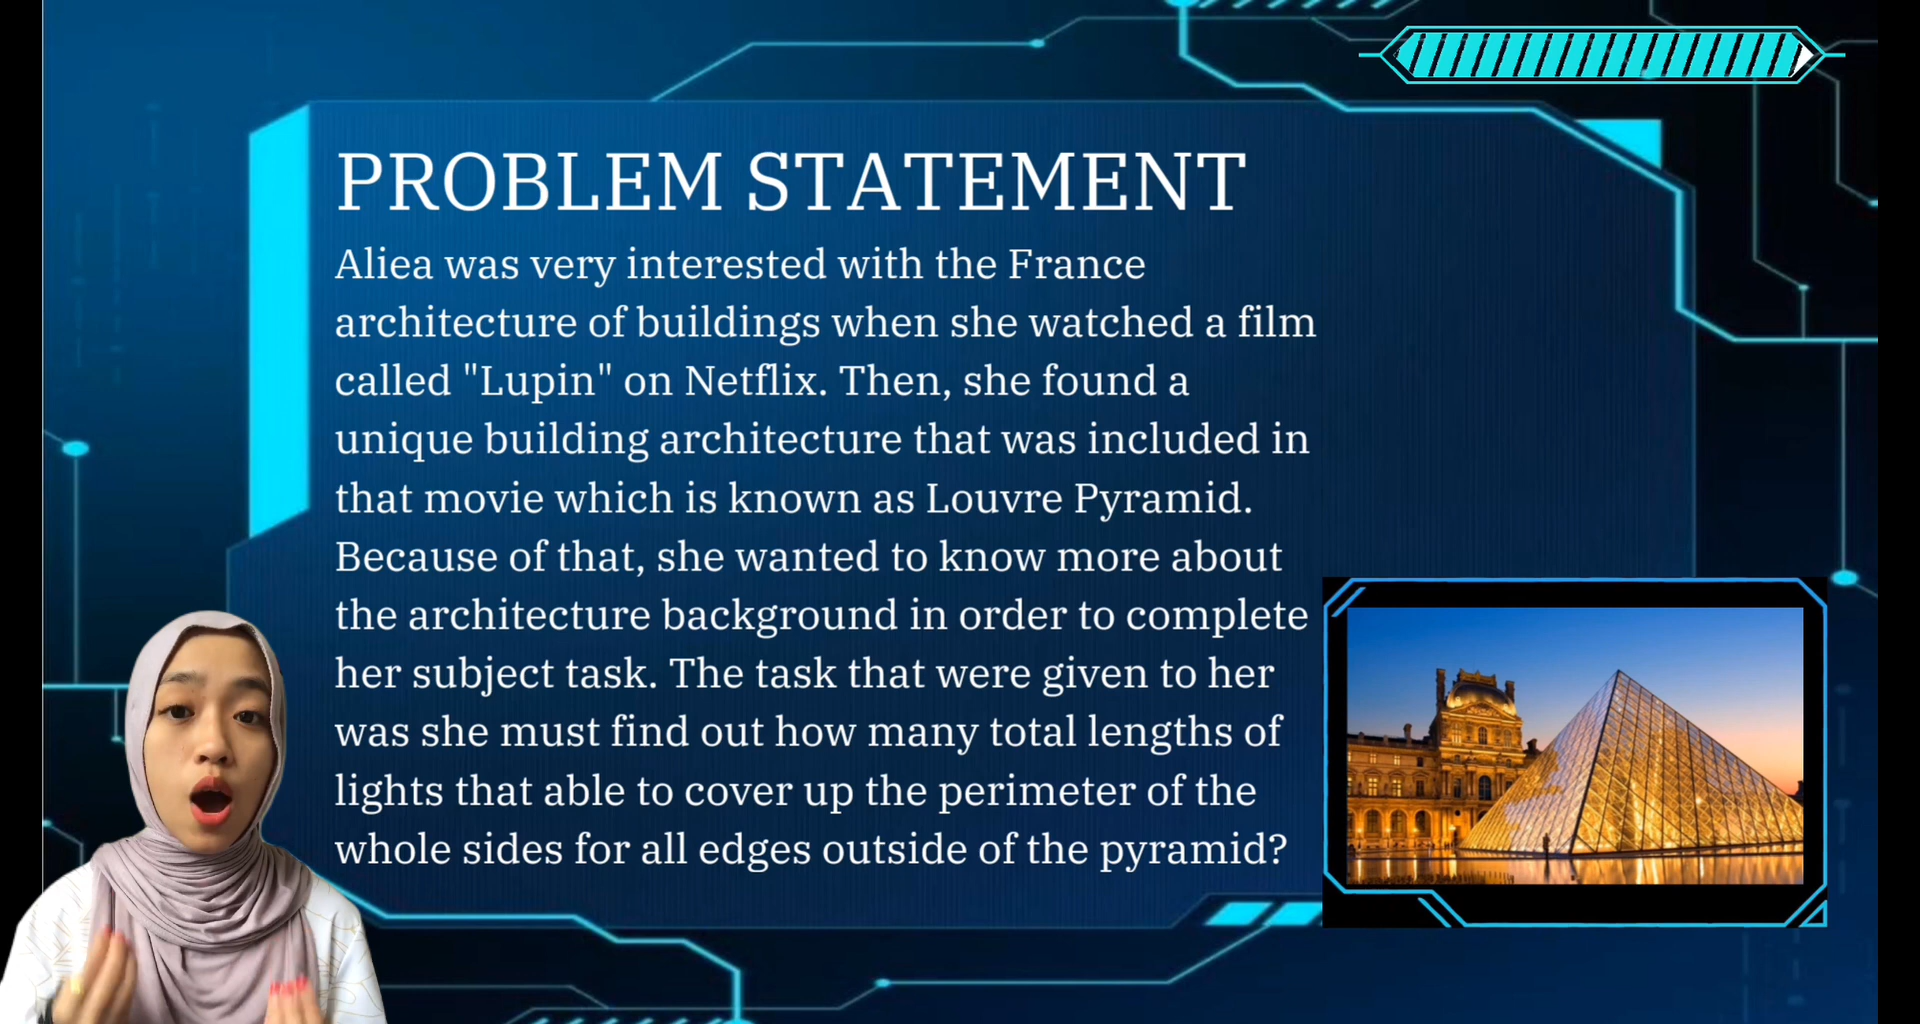 PROBLEM STATEMENT
Aliea was very interested with the France
architecture of buildings when she watched a film
called "Lupin" on Netflix. Then, she found a
unique building architecture that was included in
that movie which is known as Louvre Pyramid.
Because of that, she wanted to know more about
the architecture background in order to complete
her subject task. The task that were given to her
was she must find out how many total lengths of
lights that able to cover up the perimeter of the
whole sides for all edges outside of the pyramid?